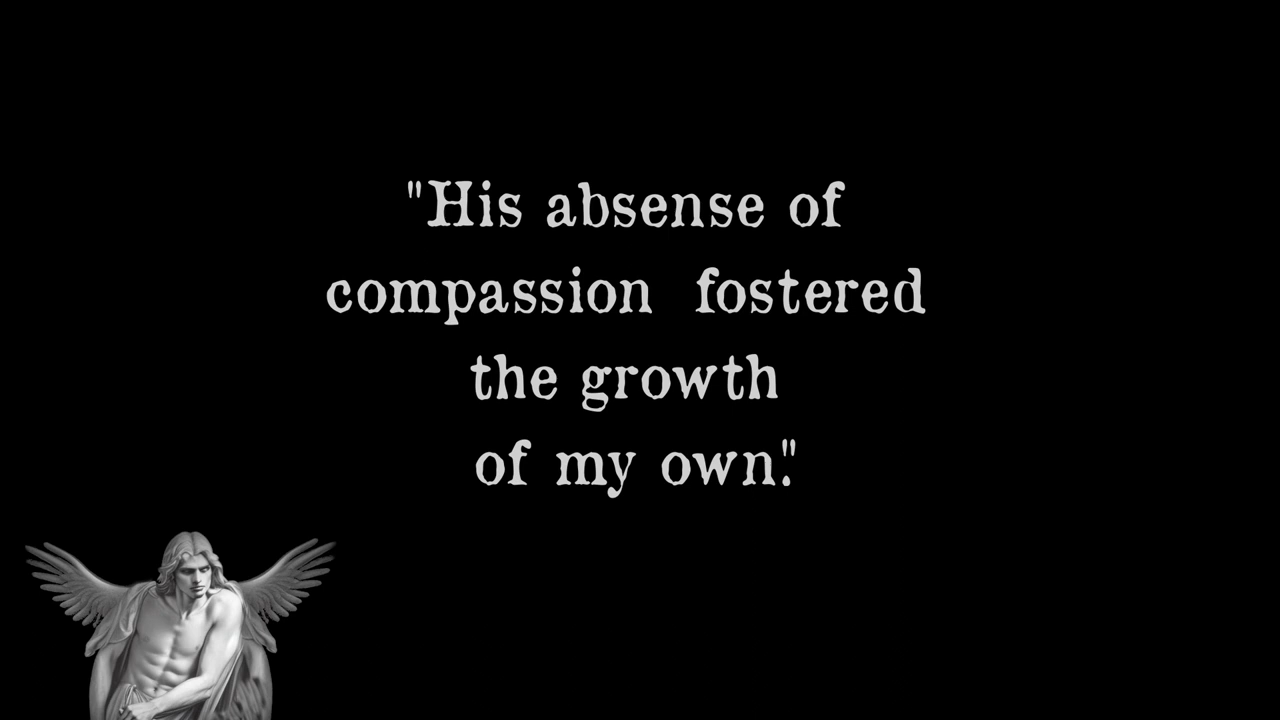 "His absense of
compassion fostered
the growth
of my own."